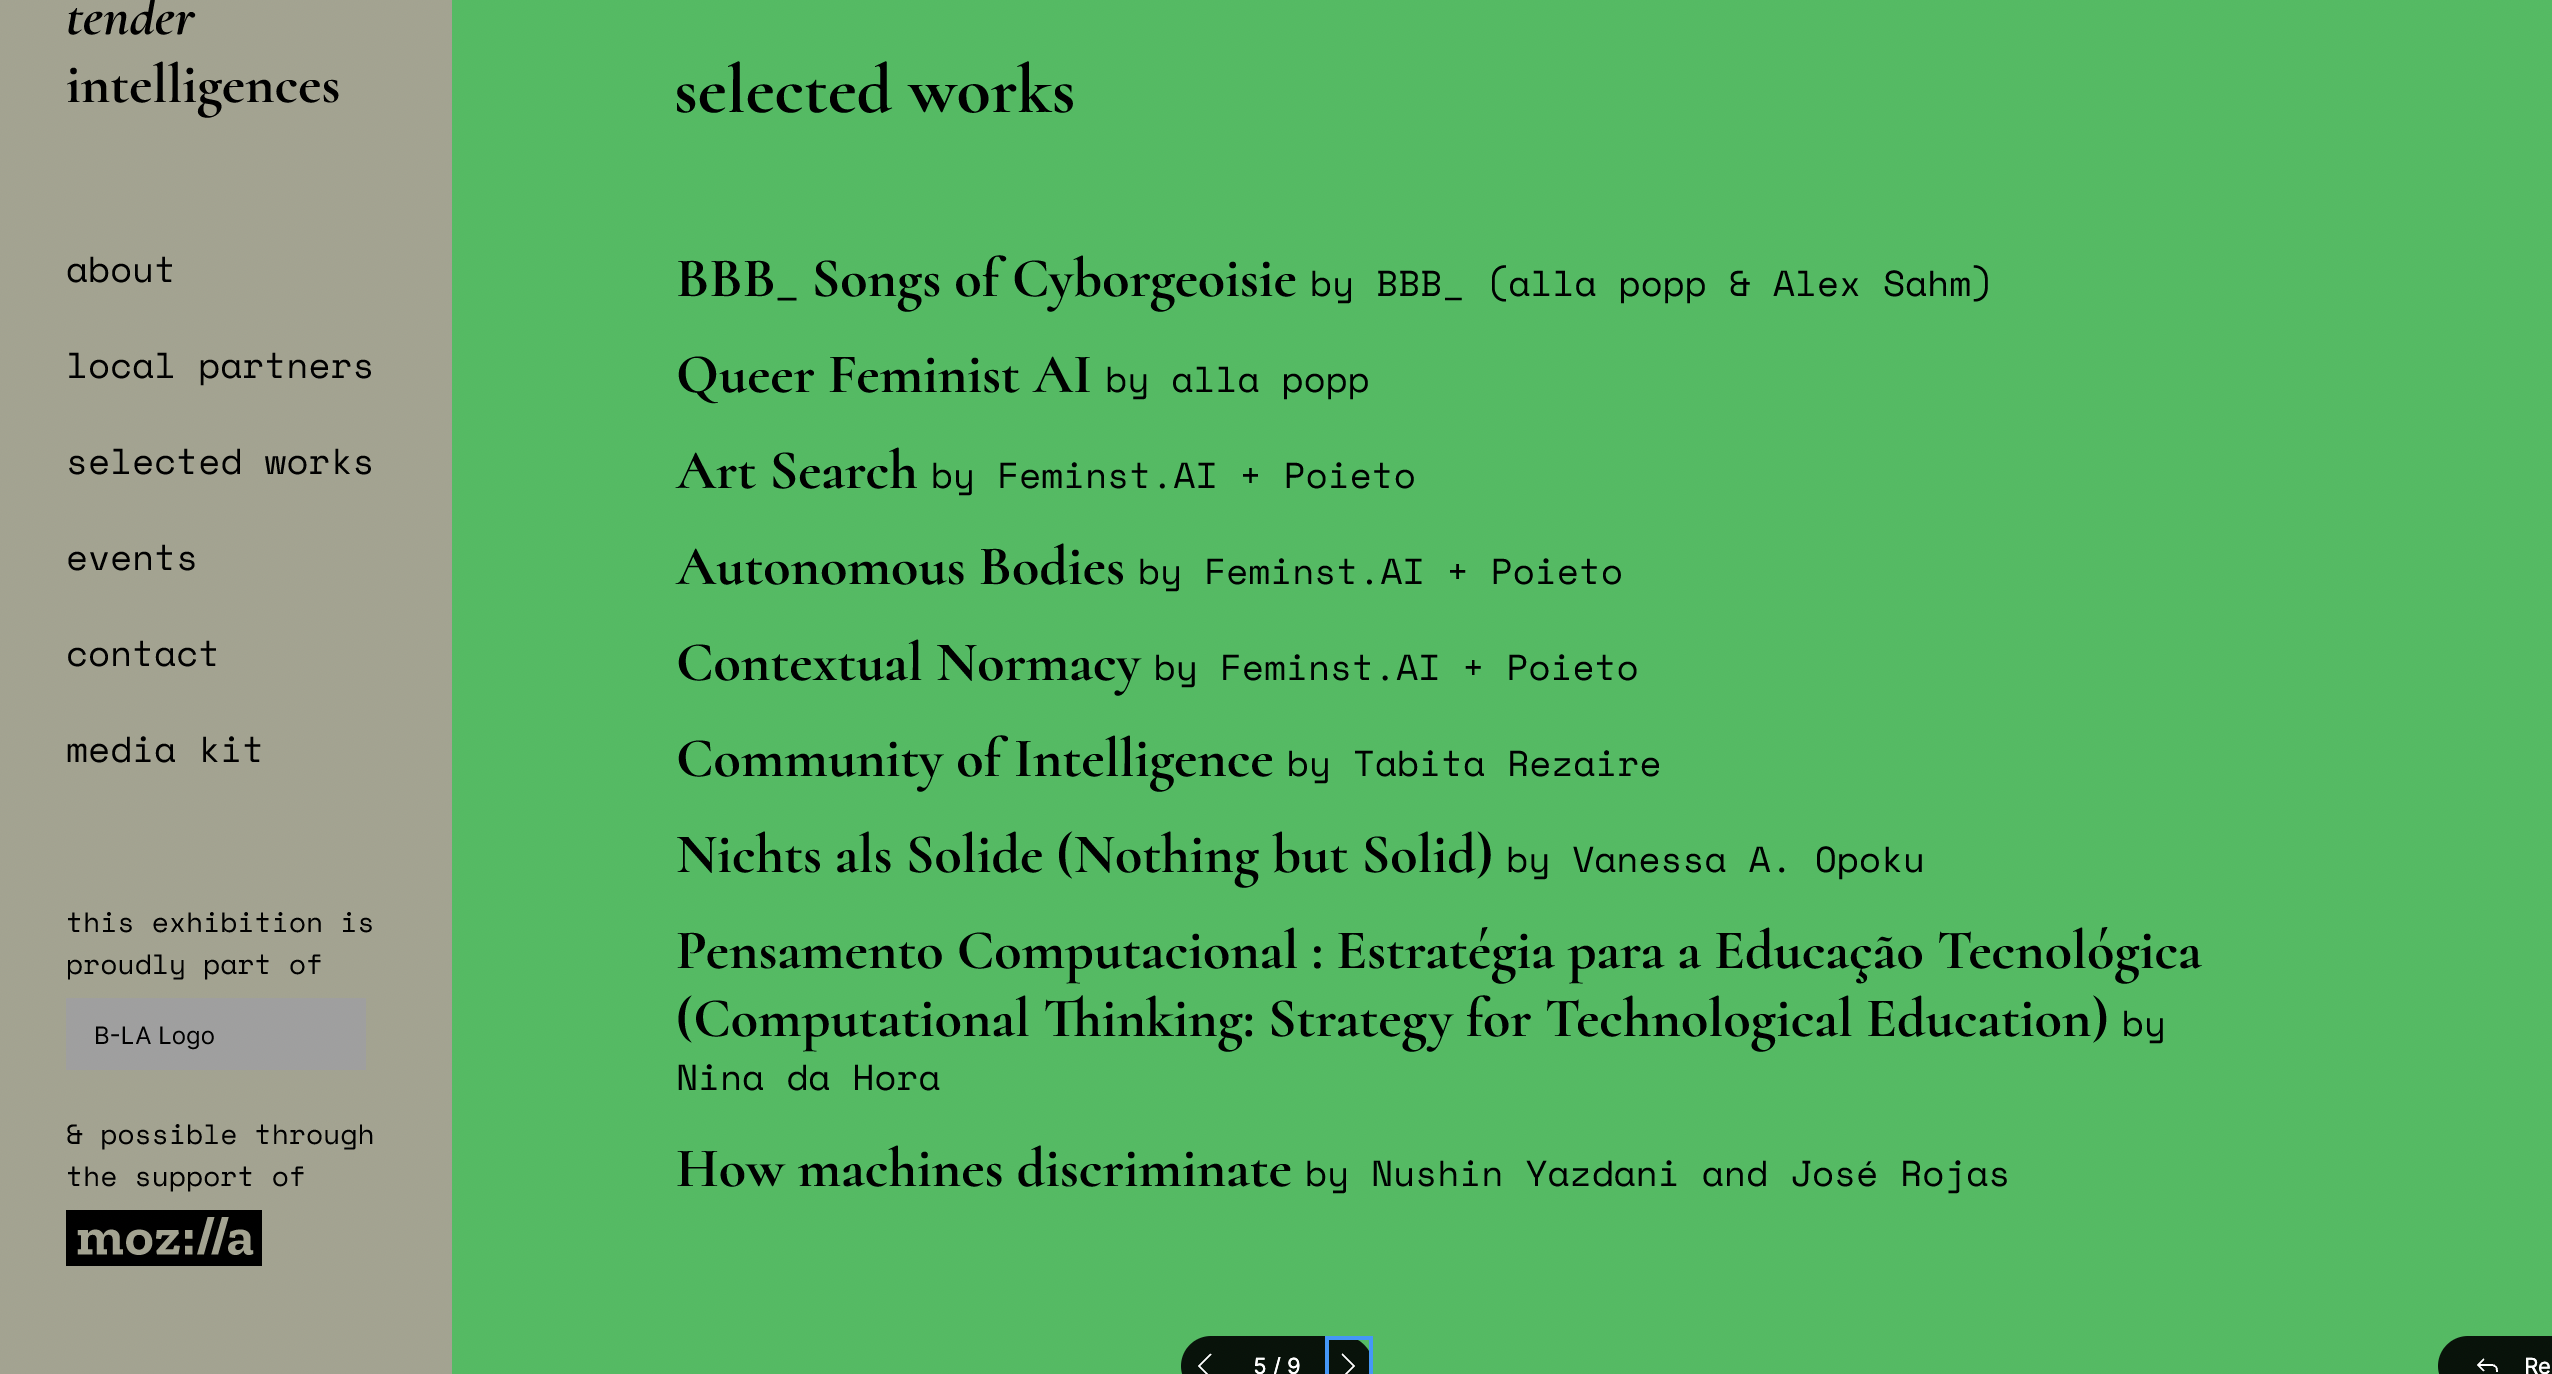 tender
intelligences
about
local partners
selected works
events
contact
media kit
this exhibition is
proudly part of
B-LA Logo
& possible through
the support of
moz://a
selected works
BBB_ Songs of Cyborgeoisie by BBB_ (alla popp & Alex Sahm)
Queer Feminist AI by alla popp
Art Search by Feminst.AI + Poieto
Autonomous Bodies by Feminst.AI + Poieto
Contextual Normacy by Feminst.AI + Poieto
Community of Intelligence by Tabita Rezaire
Nichts als Solide (Nothing but Solid) by Vanessa A. Opoku
Pensamento Computacional : Estratégia para a Educação Tecnológica
(Computational Thinking: Strategy for Technological Education) by
Nina da Hora
How machines discriminate by Nushin Yazdani and José Rojas
5 / 9